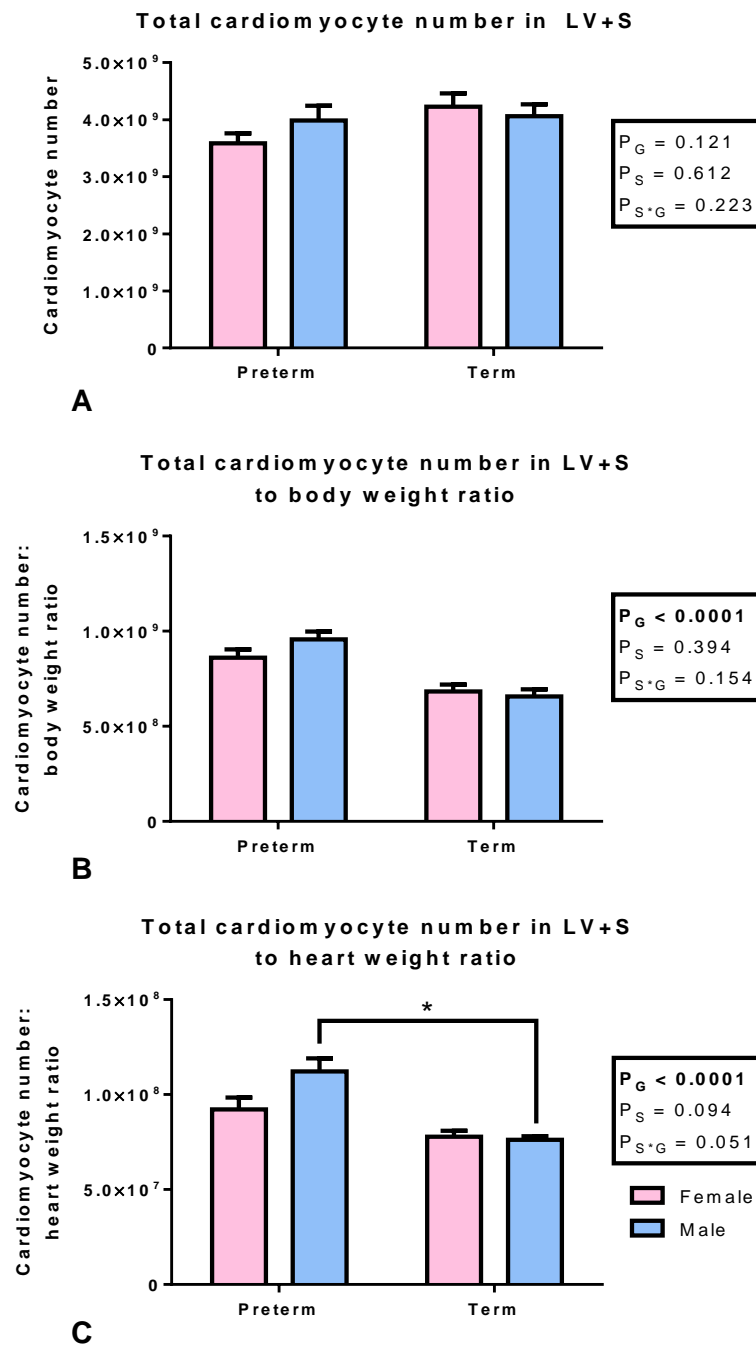 Total cardiomyocyte number in LV+S
Cardiomyocyte number
5.0×10⁹
4.0×10⁹
3.0×10⁹
2.0×10⁹
1.0×10⁹
0
Preterm
Term
P_G = 0.121
P_S = 0.612
P_S*G = 0.223
A
Total cardiomyocyte number in LV+S
to body weight ratio
Cardiomyocyte number:
body weight ratio
1.5×10⁹
1.0×10⁹
5.0×10⁸
0
Preterm
Term
P_G < 0.0001
P_S = 0.394
P_S*G = 0.154
B
Total cardiomyocyte number in LV+S
to heart weight ratio
Cardiomyocyte number:
heart weight ratio
1.5×10⁸
1.0×10⁸
5.0×10⁷
0
*
Preterm
Term
P_G < 0.0001
P_S = 0.094
P_S*G = 0.051
Female
Male
C